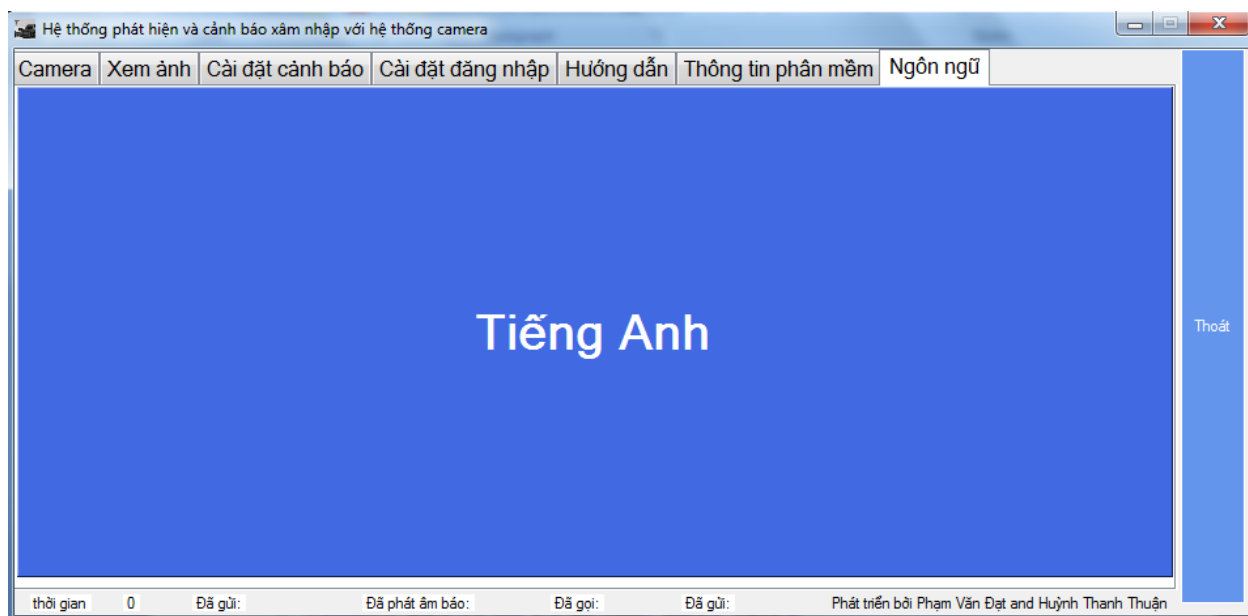 Hệ thống phát hiện và cảnh báo xâm nhập với hệ thống camera
Camera Xem ảnh Cài đặt cảnh báo Cài đặt đăng nhập Hướng dẫn Thông tin phần mềm Ngôn ngữ
Tiếng Anh
Thoát
thời gian 0 Đã gửi: Đã phát âm báo: Đã gọi: Đã gửi: Phát triển bởi Phạm Văn Đạt and Huỳnh Thanh Thuận